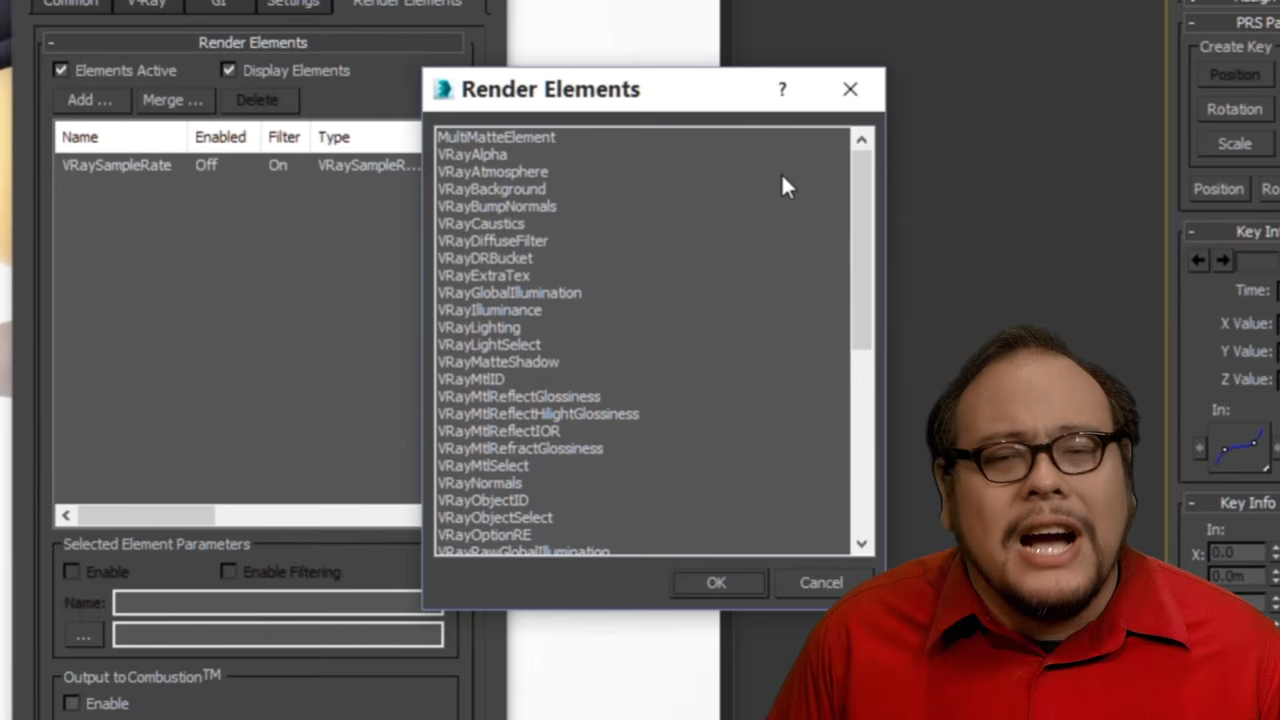 Common V-Ray GI Settings Render Elements
- Render Elements
Elements Active Display Elements
Add ... Merge ... Delete
Name Enabled Filter Type
VRaySampleRate Off On VRaySampleR...
Selected Element Parameters
Enable Enable Filtering
Name:
...
Output to Combustion™
Enable
Render Elements ?
MultiMatteElement
VRayAlpha
VRayAtmosphere
VRayBackground
VRayBumpNormals
VRayCaustics
VRayDiffuseFilter
VRayDRBucket
VRayExtraTex
VRayGlobalIllumination
VRayIlluminance
VRayLighting
VRayLightSelect
VRayMatteShadow
VRayMtlID
VRayMtlReflectGlossiness
VRayMtlReflectHilightGlossiness
VRayMtlReflectIOR
VRayMtlRefractGlossiness
VRayMtlSelect
VRayNormals
VRayObjectID
VRayObjectSelect
VRayOptionRE
VRayRawGlobalIllumination
OK Cancel
- PRS Pa
Create Key
Position
Rotation
Scale
Position Ro
- Key In
Time:
X Value:
Y Value:
Z Value:
In:
- Key Info
In:
X: 0.0
0.0m